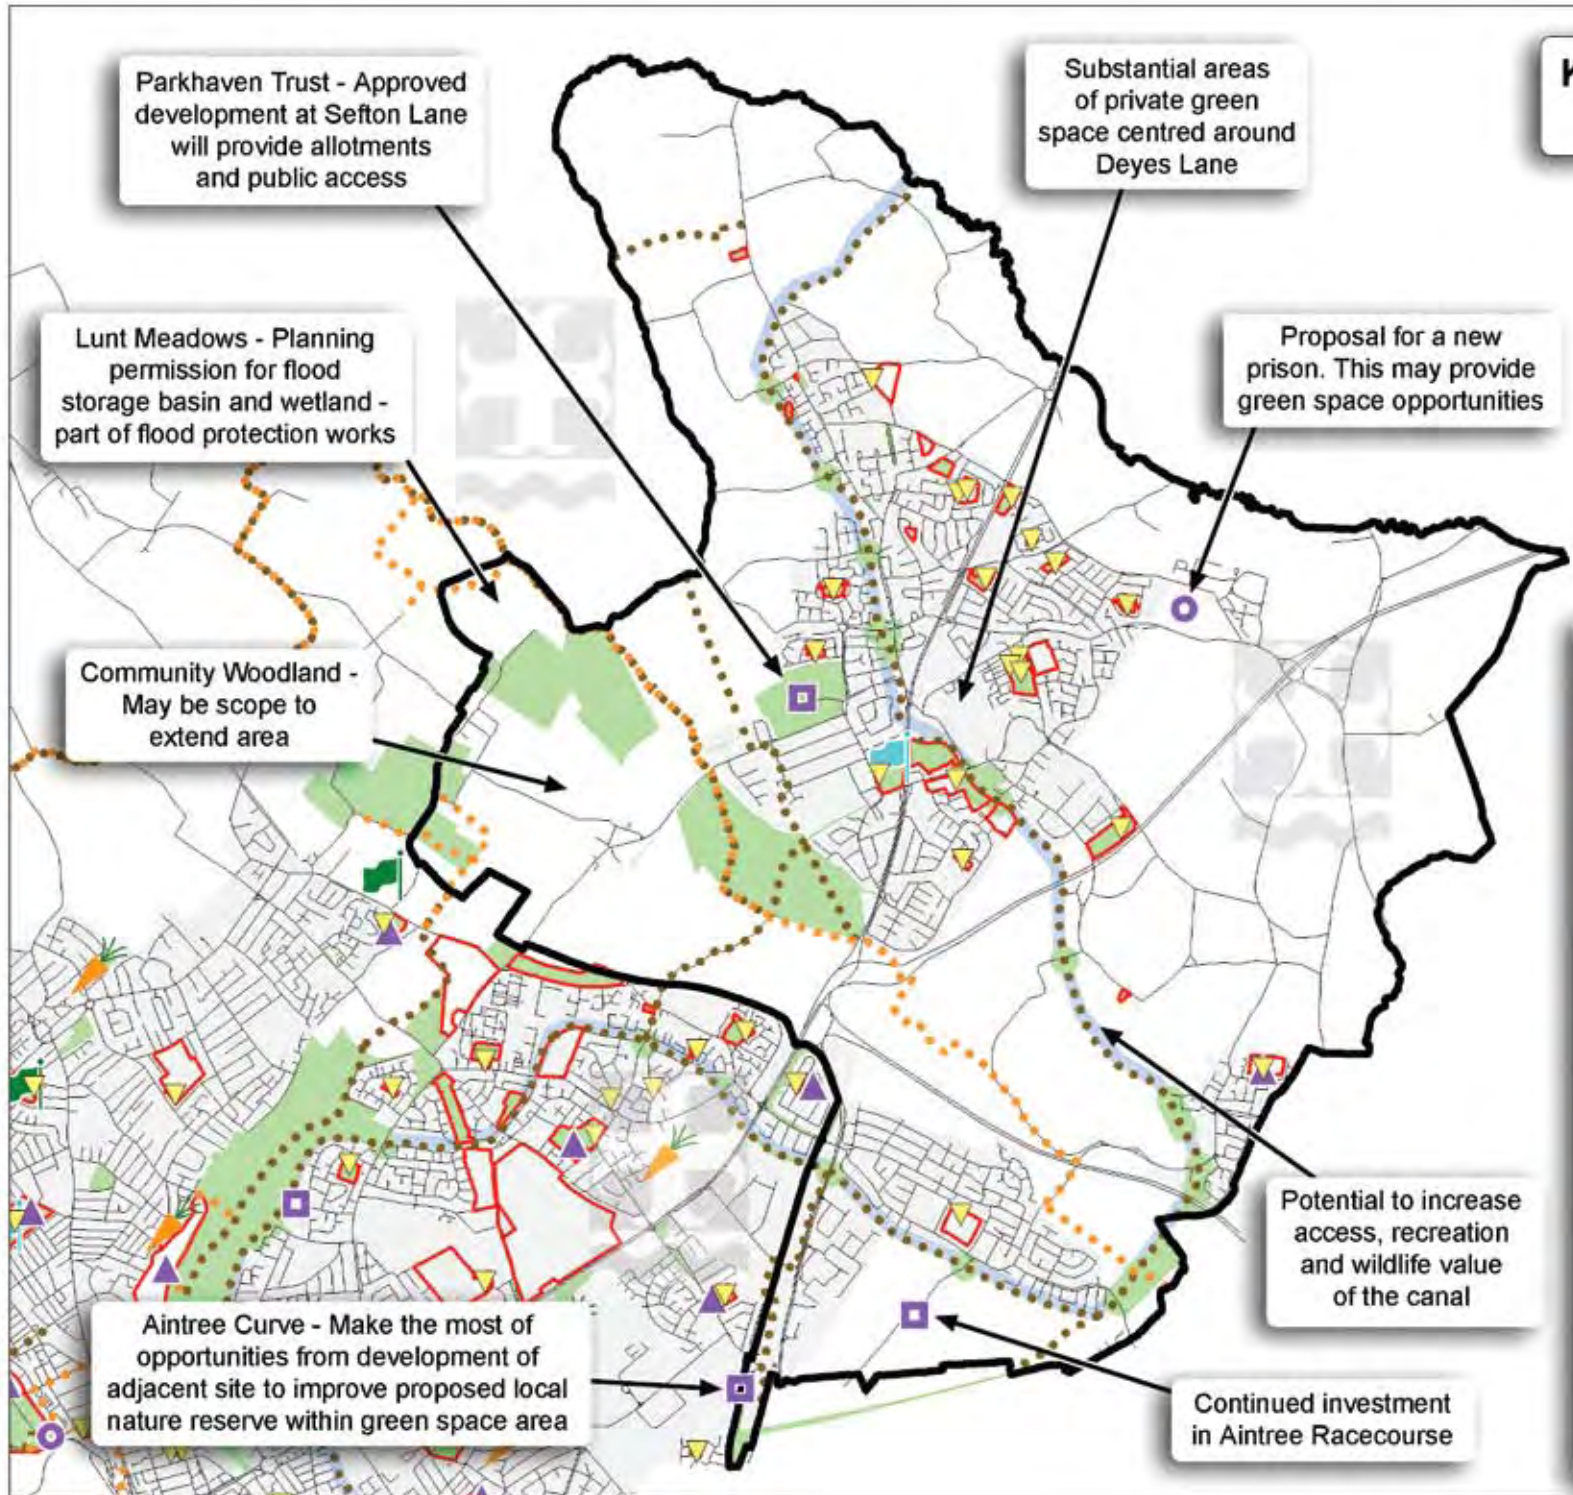 Parkhaven Trust - Approved
development at Sefton Lane
will provide allotments
and public access
Substantial areas
of private green
space centred around
Deyes Lane
K
Lunt Meadows - Planning
permission for flood
storage basin and wetland -
part of flood protection works
Proposal for a new
prison. This may provide
green space opportunities
Community Woodland -
May be scope to
extend area
Potential to increase
access, recreation
and wildlife value
of the canal
Aintree Curve - Make the most of
opportunities from development of
adjacent site to improve proposed local
nature reserve within green space area
Continued investment
in Aintree Racecourse